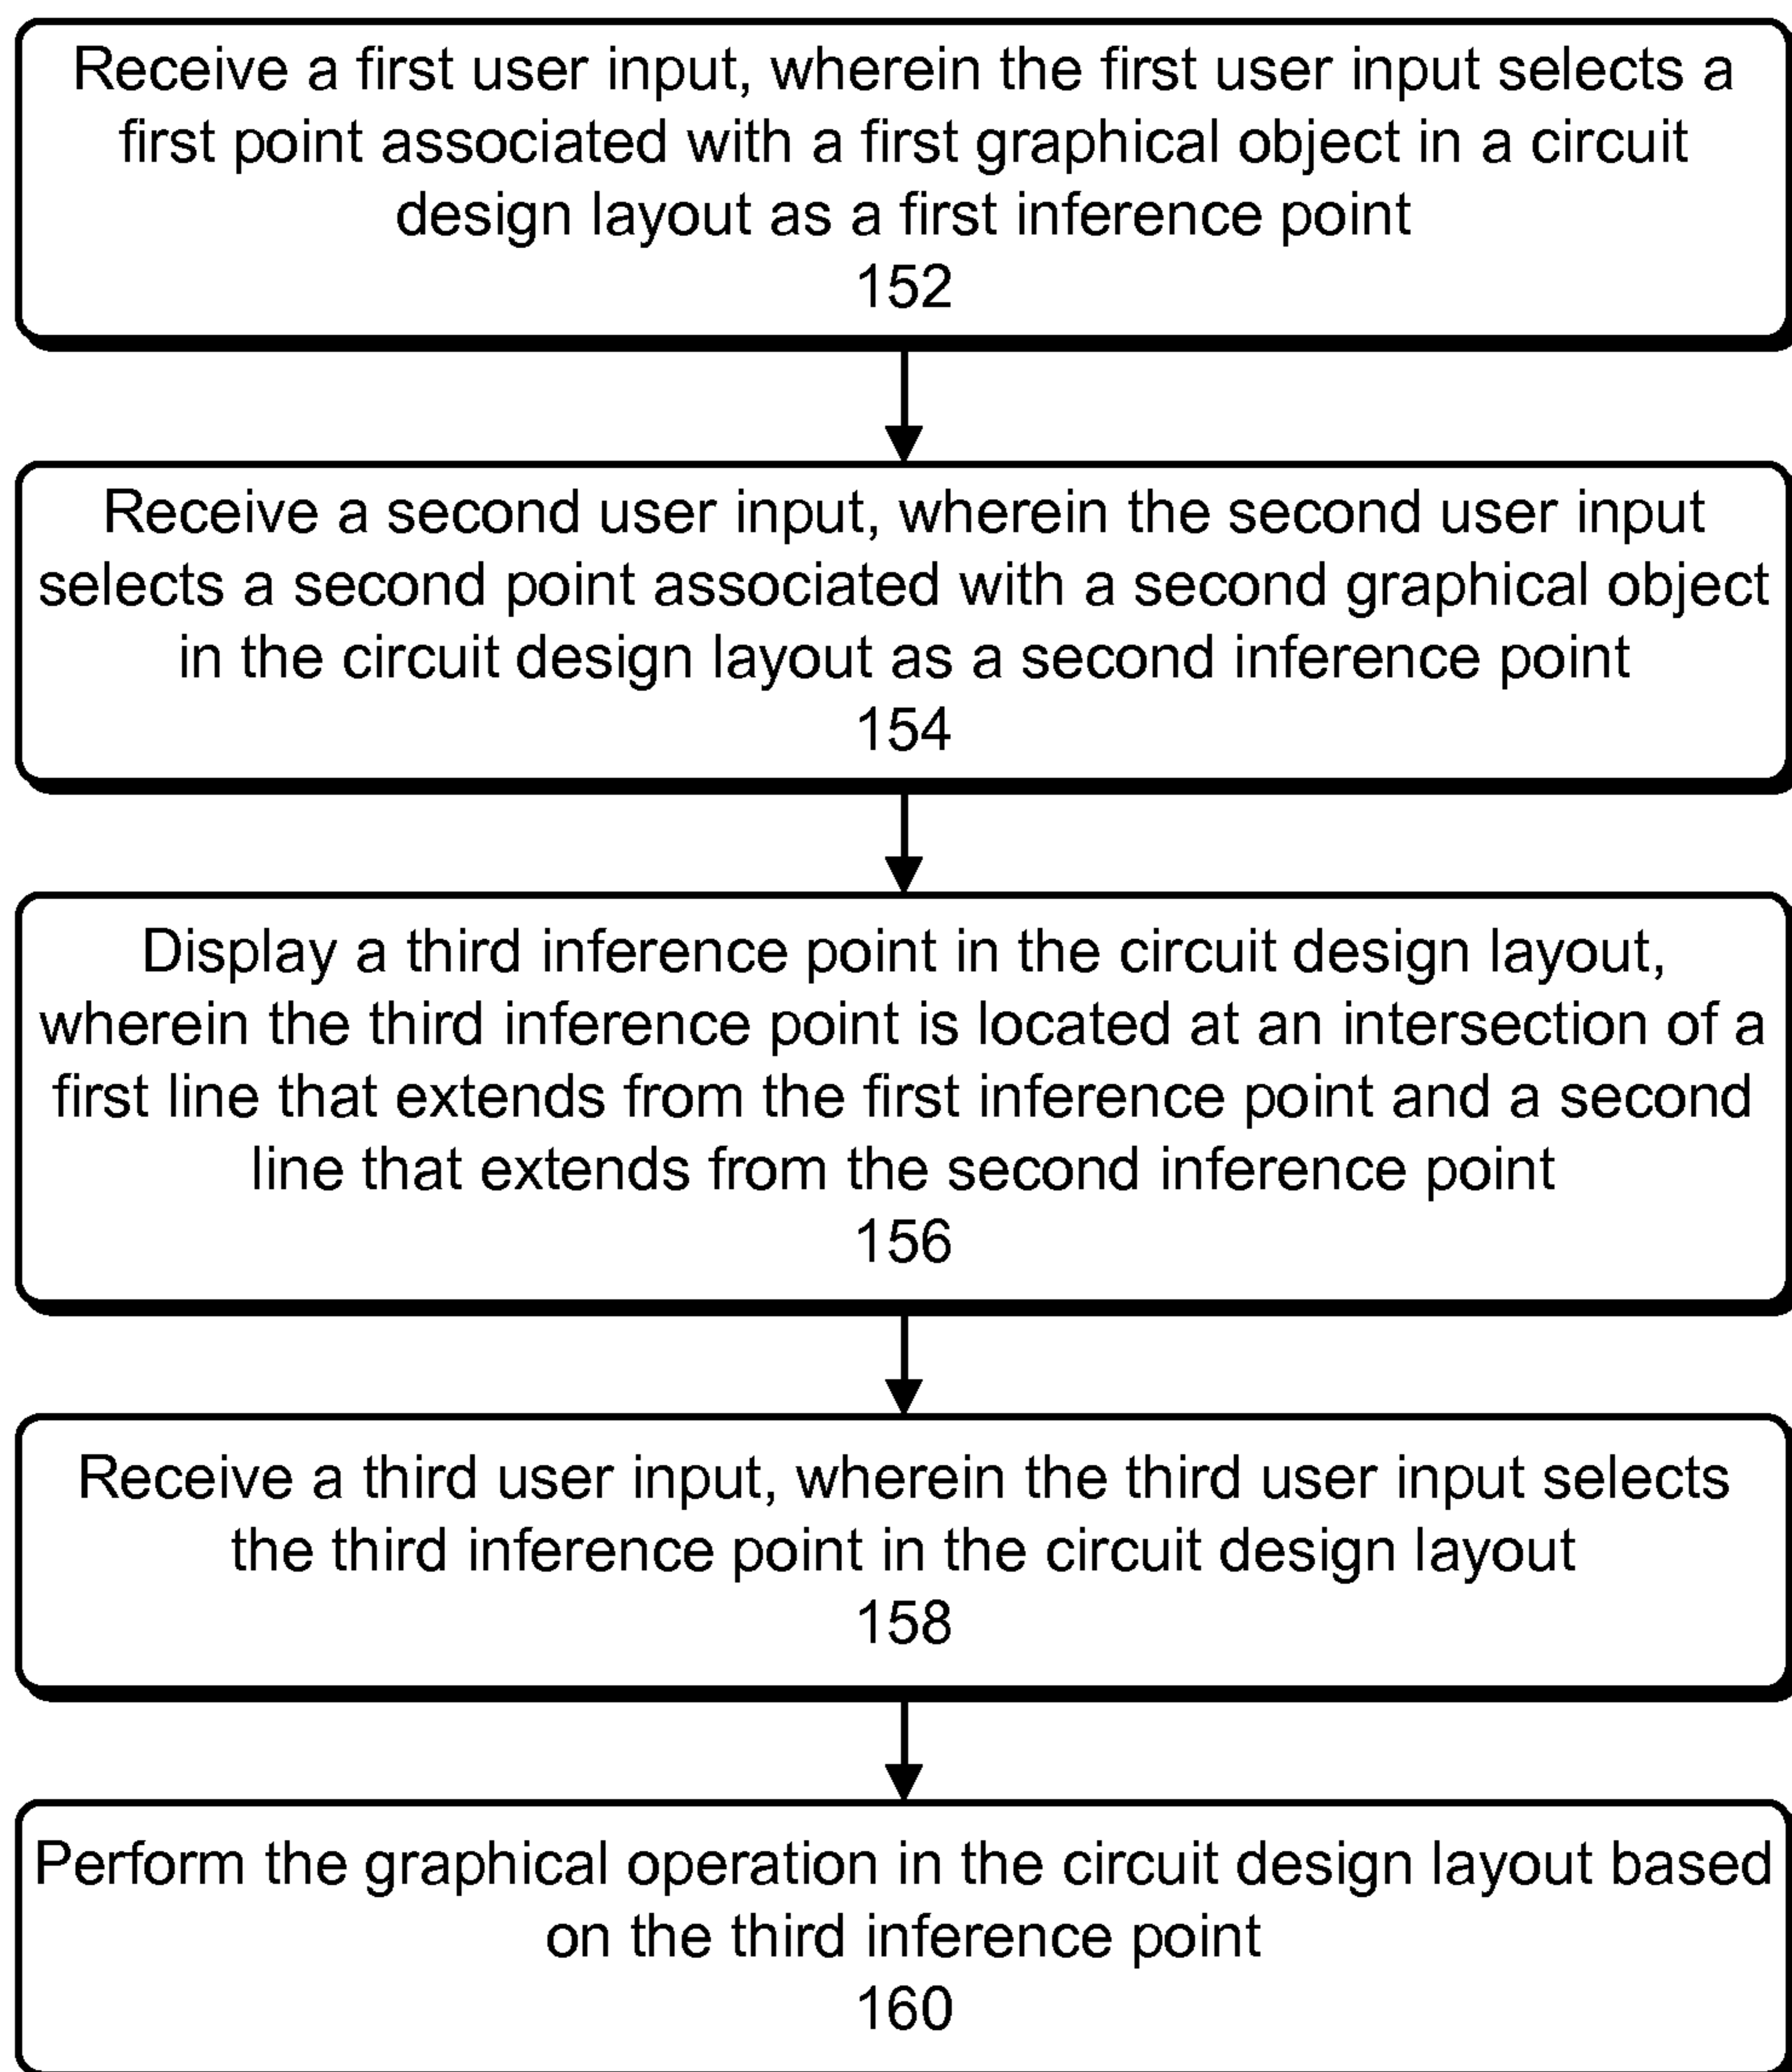 Receive a first user input, wherein the first user input selects a
first point associated with a first graphical object in a circuit
design layout as a first inference point
152
Receive a second user input, wherein the second user input
selects a second point associated with a second graphical object
in the circuit design layout as a second inference point
154
Display a third inference point in the circuit design layout,
wherein the third inference point is located at an intersection of a
first line that extends from the first inference point and a second
line that extends from the second inference point
156
Receive a third user input, wherein the third user input selects
the third inference point in the circuit design layout
158
Perform the graphical operation in the circuit design layout based
on the third inference point
160